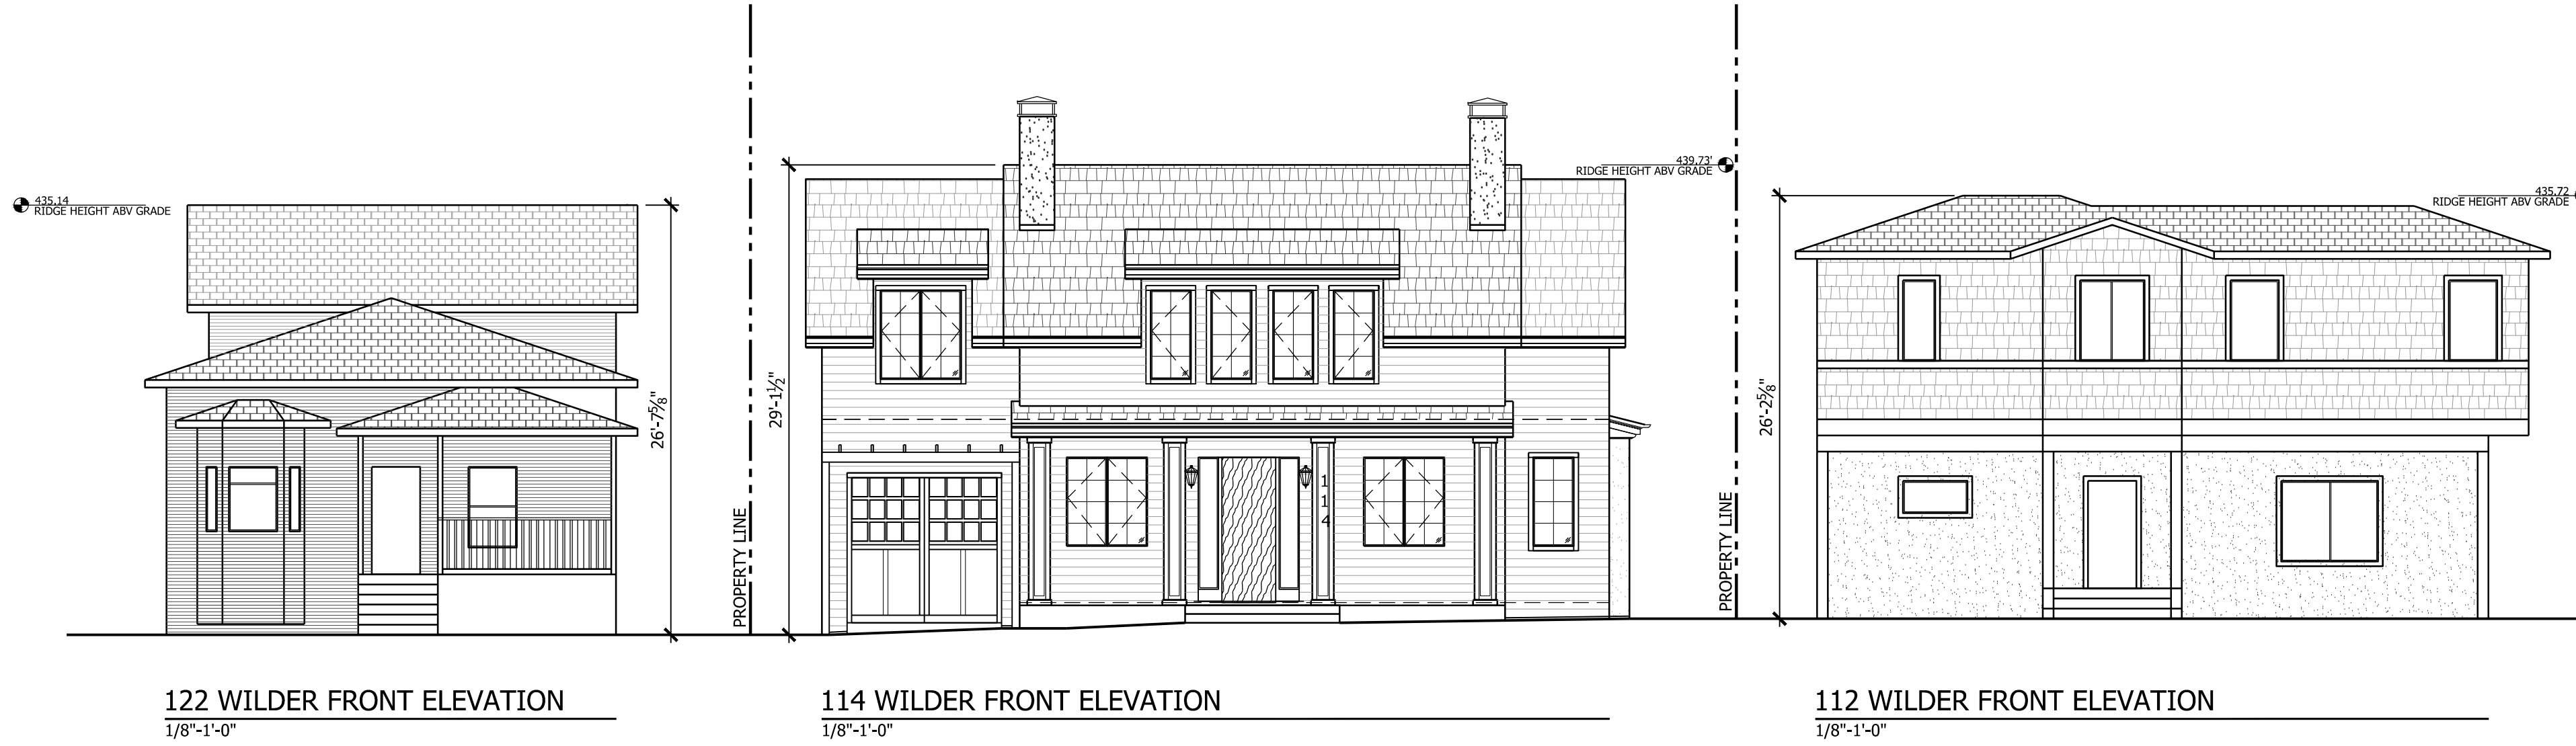 435.14
RIDGE HEIGHT ABV GRADE
26'-7⅝"
PROPERTY LINE
29'-1½"
114
439.73'
RIDGE HEIGHT ABV GRADE
PROPERTY LINE
26'-2⅝"
435.72
RIDGE HEIGHT ABV GRADE
122 WILDER FRONT ELEVATION
1/8"-1'-0"
114 WILDER FRONT ELEVATION
1/8"-1'-0"
112 WILDER FRONT ELEVATION
1/8"-1'-0"